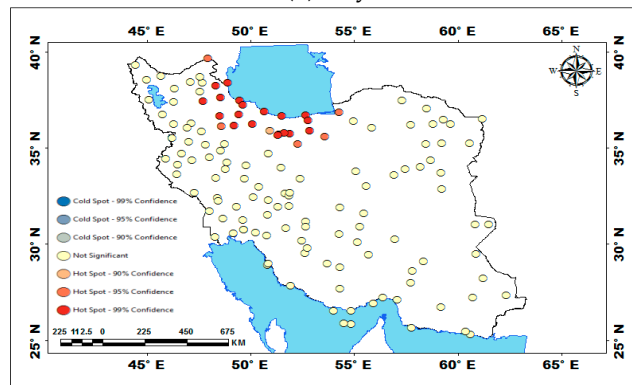 45 E 50 E 55 E 60 E 65 E
40° N 40° N
N
W E
S
35° N 35° N
Cold Spot - 99% Confidence
Cold Spot - 95% Confidence
Cold Spot - 90% Confidence
Not Significant
Hot Spot - 90% Confidence
Hot Spot - 95% Confidence
Hot Spot - 99% Confidence
30° N 30° N
225 112.5 0 225 450 675
KM
25° N 25° N
45° E 50° E 55° E 60° E 65° E